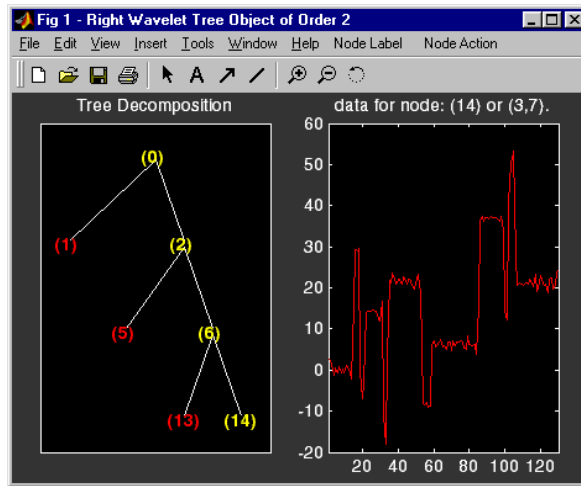 Fig 1 - Right Wavelet Tree Object of Order 2
File Edit View Insert Tools Window Help Node Label Node Action
A
Tree Decomposition
(0)
(1)
(2)
(5)
(6)
(13)
(14)
data for node: (14) or (3,7).
60
50
40
30
20
10
0
-10
-20
20 40 60 80 100 120